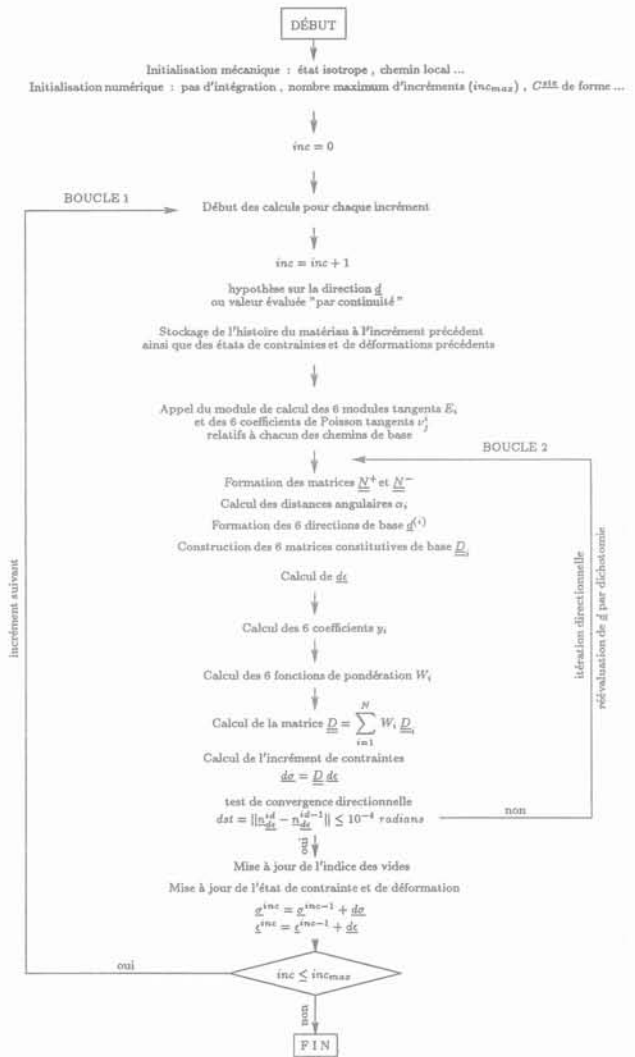 DÉBUT
Initialisation mécanique : état isotrope , chemin local ...
Initialisation numérique : pas d'intégration , nombre maximum d'incréments (inc_max) , C^ste de forme ...
inc = 0
BOUCLE 1
Début des calculs pour chaque incrément
inc = inc + 1
hypothèse sur la direction d
ou valeur évaluée "par continuité"
Stockage de l'histoire du matériau à l'incrément précédent
ainsi que des états de contraintes et de déformations précédents
Appel du module de calcul des 6 modules tangents E_i
et des 6 coefficients de Poisson tangents ν_j^i
relatifs à chacun des chemins de base
BOUCLE 2
Formation des matrices N^+ et N^-
Calcul des distances angulaires α_i
Formation des 6 directions de base d^(i)
Construction des 6 matrices constitutives de base D_i
Calcul de dε
Calcul des 6 coefficients y_i
Calcul des 6 fonctions de pondération W_i
Calcul de la matrice D = ∑_{i=1}^{N} W_i D_i
Calcul de l'incrément de contraintes
dσ = D dε
test de convergence directionnelle
dst = ||n_dε^id − n_dε^id−1|| ≤ 10^−4 radians
non
oui
Mise à jour de l'indice des vides
Mise à jour de l'état de contrainte et de déformation
σ^inc = σ^inc−1 + dσ
ε^inc = ε^inc−1 + dε
oui
inc ≤ inc_max
non
FIN
incrément suivant
itération directionnelle
réévaluation de d par dichotomie